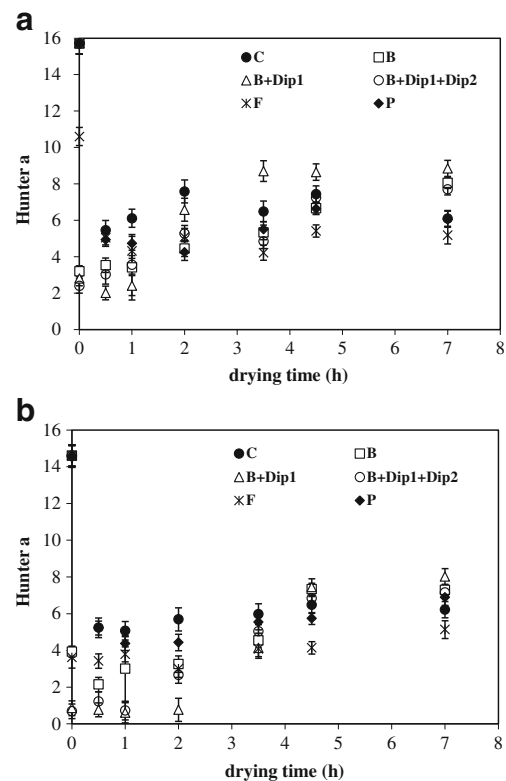 a
16
14
12
10
8
6
4
2
0
Hunter a
C
B
B+Dip1
B+Dip1+Dip2
F
P
0 1 2 3 4 5 6 7 8
drying time (h)
b
16
14
12
10
8
6
4
2
0
Hunter a
C
B
B+Dip1
B+Dip1+Dip2
F
P
0 1 2 3 4 5 6 7 8
drying time (h)